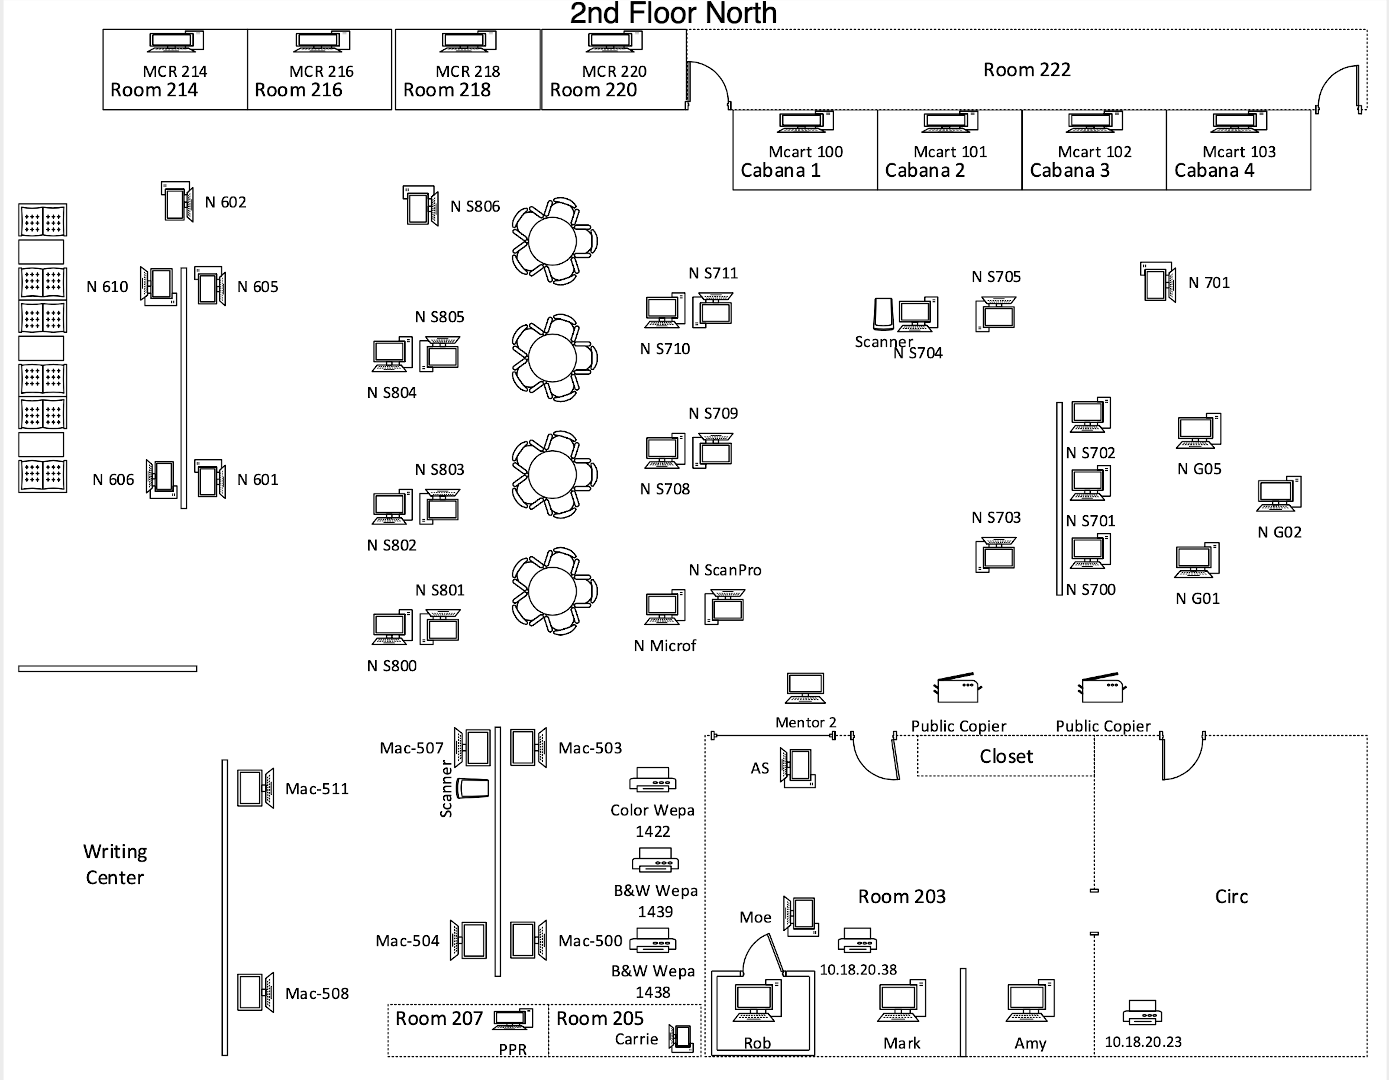 2nd Floor North
MCR 214
Room 214
MCR 216
Room 216
MCR 218
Room 218
MCR 220
Room 220
Room 222
Mcart 100
Cabana 1
Mcart 101
Cabana 2
Mcart 102
Cabana 3
Mcart 103
Cabana 4
N 602
N S806
N 610
N 605
N S711
N S705
N 701
N S805
N S710
Scanner
N S704
N S804
N S709
N S702
N G05
N 606
N 601
N S803
N S708
N S703
N S701
N G02
N S802
N ScanPro
N S801
N S700
N G01
N Microf
N S800
Mentor 2
Public Copier
Public Copier
Mac-507
Mac-503
AS
Closet
Scanner
Mac-511
Color Wepa
1422
Writing
Center
B&W Wepa
1439
Room 203
Circ
Moe
Mac-504
Mac-500
B&W Wepa
1438
10.18.20.38
Mac-508
Room 207
PPR
Room 205
Carrie
Rob
Mark
Amy
10.18.20.23